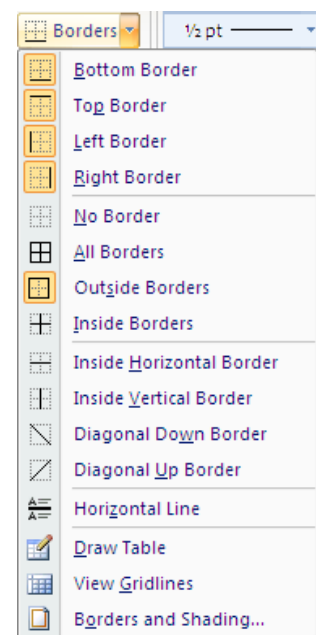 Borders ½ pt
Bottom Border
Top Border
Left Border
Right Border
No Border
All Borders
Outside Borders
Inside Borders
Inside Horizontal Border
Inside Vertical Border
Diagonal Down Border
Diagonal Up Border
Horizontal Line
Draw Table
View Gridlines
Borders and Shading...